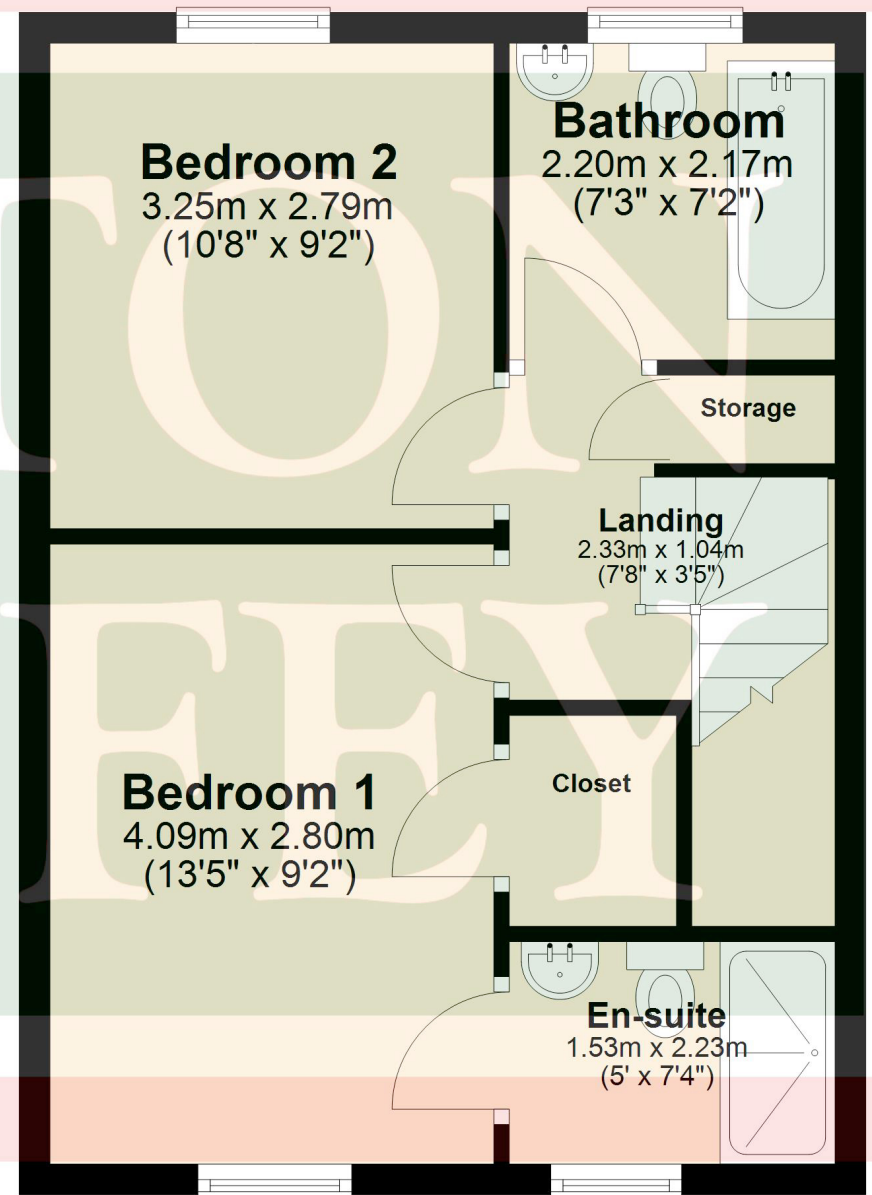 Bedroom 2
3.25m x 2.79m
(10'8" x 9'2")
Bathroom
2.20m x 2.17m
(7'3" x 7'2")
Storage
Landing
2.33m x 1.04m
(7'8" x 3'5")
Closet
Bedroom 1
4.09m x 2.80m
(13'5" x 9'2")
En-suite
1.53m x 2.23m
(5' x 7'4")
TON
FEY